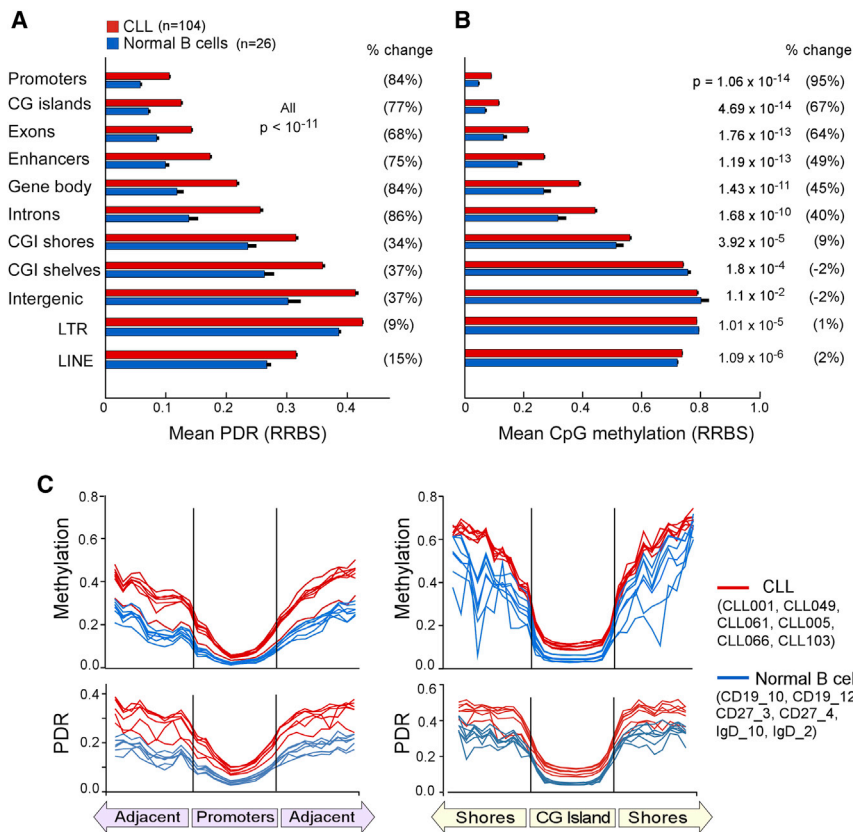 A
CLL (n=104)
Normal B cells (n=26)
% change
Promoters (84%)
CG islands (77%)
Exons (68%)
Enhancers (75%)
Gene body (84%)
Introns (86%)
CGI shores (34%)
CGI shelves (37%)
Intergenic (37%)
LTR (9%)
LINE (15%)
All
p < 10-11
0 0.1 0.2 0.3 0.4
Mean PDR (RRBS)
B
% change
p = 1.06 x 10-14 (95%)
4.69 x 10-14 (67%)
1.76 x 10-13 (64%)
1.19 x 10-13 (49%)
1.43 x 10-11 (45%)
1.68 x 10-10 (40%)
3.92 x 10-5 (9%)
1.8 x 10-4 (-2%)
1.1 x 10-2 (-2%)
1.01 x 10-5 (1%)
1.09 x 10-6 (2%)
0 0.2 0.4 0.6 0.8 1.0
Mean CpG methylation (RRBS)
C
Methylation
0.8
0.6
0.4
0.2
0.0
PDR
0.4
0.2
0.0
Adjacent Promoters Adjacent
0.8
0.6
0.4
0.2
0.0
Methylation
0.6
0.4
0.2
0.0
PDR
Shores CG Island Shores
CLL
(CLL001, CLL049,
CLL061, CLL005,
CLL066, CLL103)
Normal B cel
(CD19_10, CD19_12
CD27_3, CD27_4,
IgD_10, IgD_2)